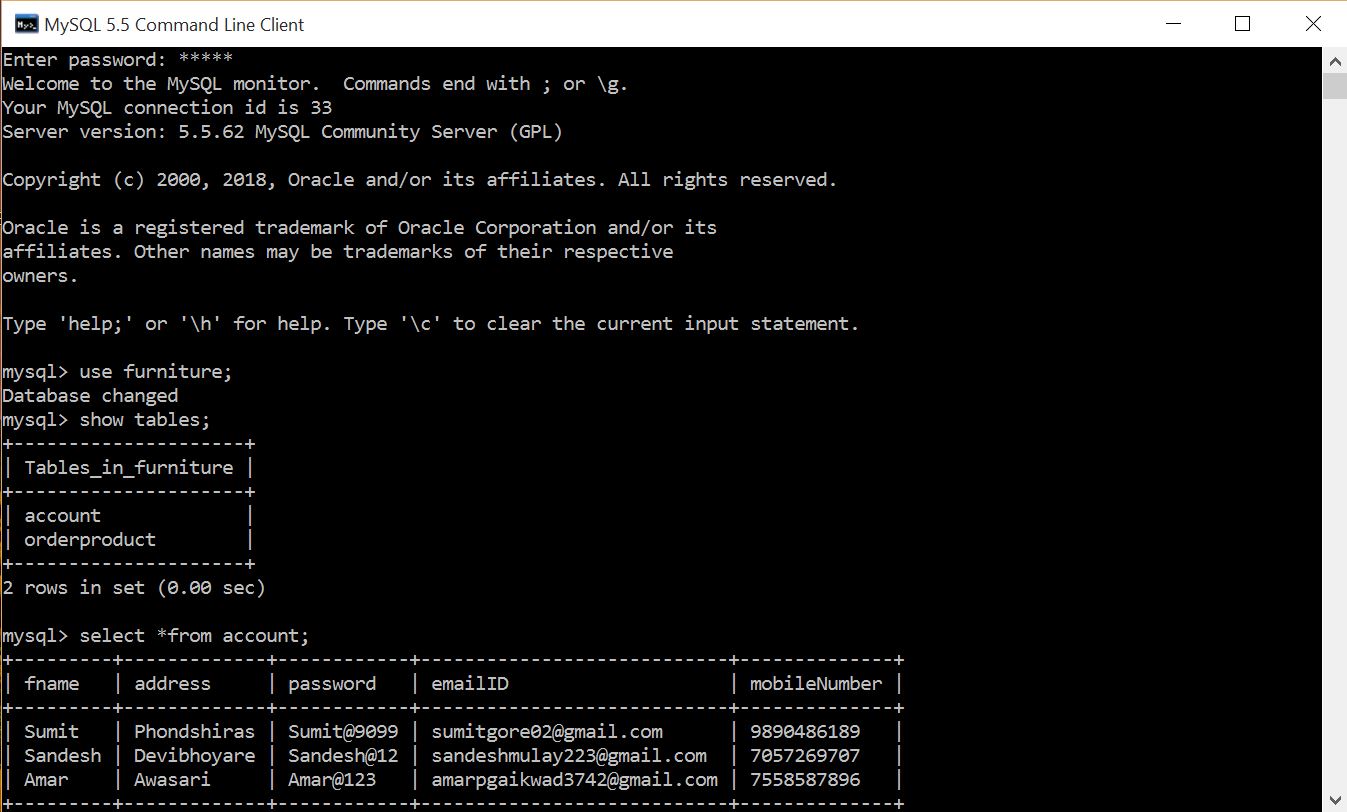 MySQL 5.5 Command Line Client
Enter password: *****
Welcome to the MySQL monitor.  Commands end with ; or \g.
Your MySQL connection id is 33
Server version: 5.5.62 MySQL Community Server (GPL)
Copyright (c) 2000, 2018, Oracle and/or its affiliates. All rights reserved.
Oracle is a registered trademark of Oracle Corporation and/or its
affiliates. Other names may be trademarks of their respective
owners.
Type 'help;' or '\h' for help. Type '\c' to clear the current input statement.
mysql> use furniture;
Database changed
mysql> show tables;
+---------------------+
| Tables_in_furniture |
+---------------------+
| account             |
| orderproduct        |
+---------------------+
2 rows in set (0.00 sec)
mysql> select *from account;
+---------+-------------+------------+----------------------------+--------------+
| fname   | address     | password   | emailID                    | mobileNumber |
+---------+-------------+------------+----------------------------+--------------+
| Sumit   | Phondshiras | Sumit@9099 | sumitgore02@gmail.com      | 9890486189   |
| Sandesh | Devibhoyare | Sandesh@12 | sandeshmulay223@gmail.com  | 7057269707   |
| Amar    | Awasari     | Amar@123   | amarpgaikwad3742@gmail.com | 7558587896   |
+---------+-------------+------------+----------------------------+--------------+